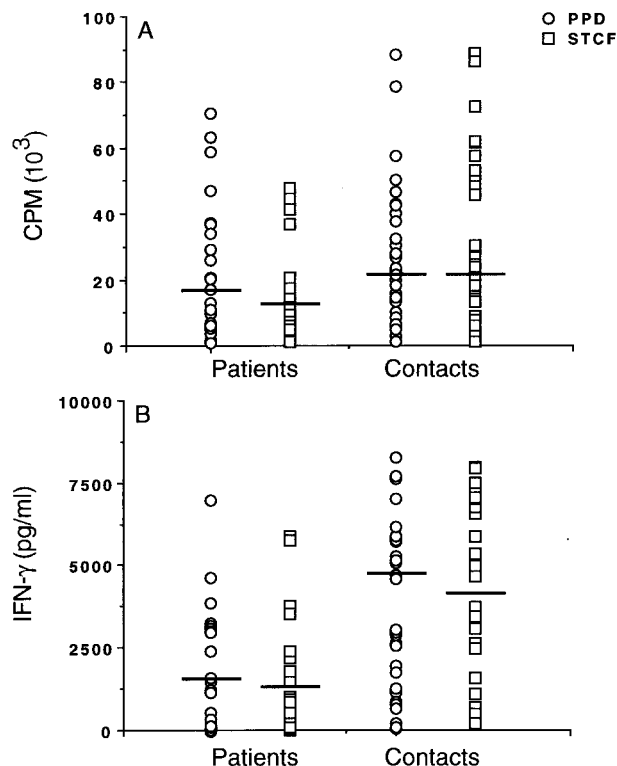 A
○ PPD
□ STCF
CPM (10³)
100
80
60
40
20
0
Patients
Contacts
B
IFN-γ (pg/ml)
10000
7500
5000
2500
0
Patients
Contacts